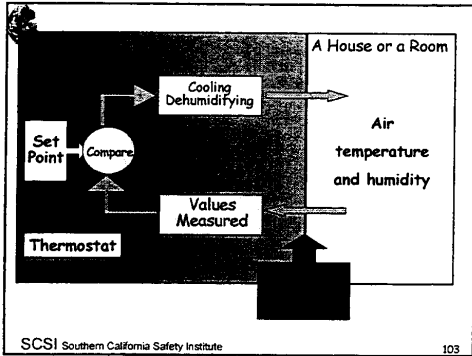 A House or a Room
Cooling
Dehumidifying
Set
Point
Compare
Air
temperature
and humidity
Values
Measured
Thermostat
SCSI Southern California Safety Institute
103